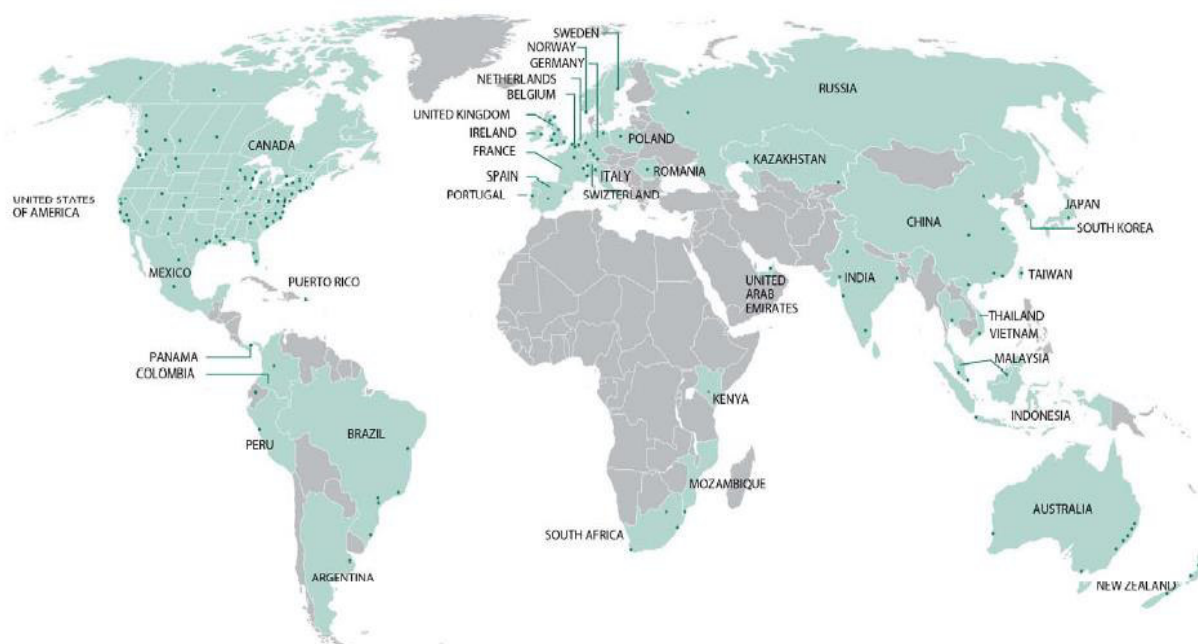 SWEDEN
NORWAY
GERMANY
NETHERLANDS
BELGIUM
UNITED KINGDOM
IRELAND
FRANCE
SPAIN
PORTUGAL
POLAND
ROMANIA
ITALY
SWIZTERLAND
RUSSIA
KAZAKHSTAN
CHINA
JAPAN
SOUTH KOREA
TAIWAN
CANADA
UNITED STATES
OF AMERICA
MEXICO
PUERTO RICO
PANAMA
COLOMBIA
PERU
BRAZIL
ARGENTINA
UNITED
ARAB
EMIRATES
INDIA
THAILAND
VIETNAM
MALAYSIA
INDONESIA
KENYA
MOZAMBIQUE
SOUTH AFRICA
AUSTRALIA
NEW ZEALAND